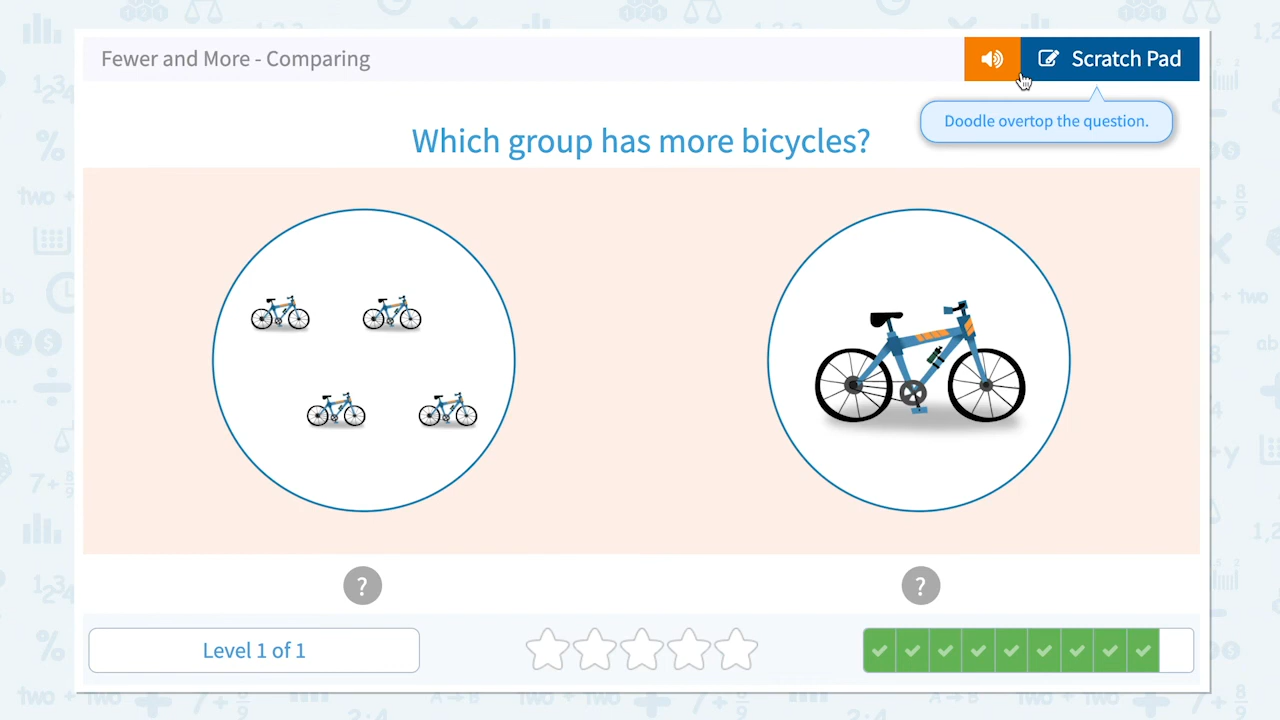 Fewer and More - Comparing
Scratch Pad
Doodle overtop the question.
Which group has more bicycles?
?
?
Level 1 of 1